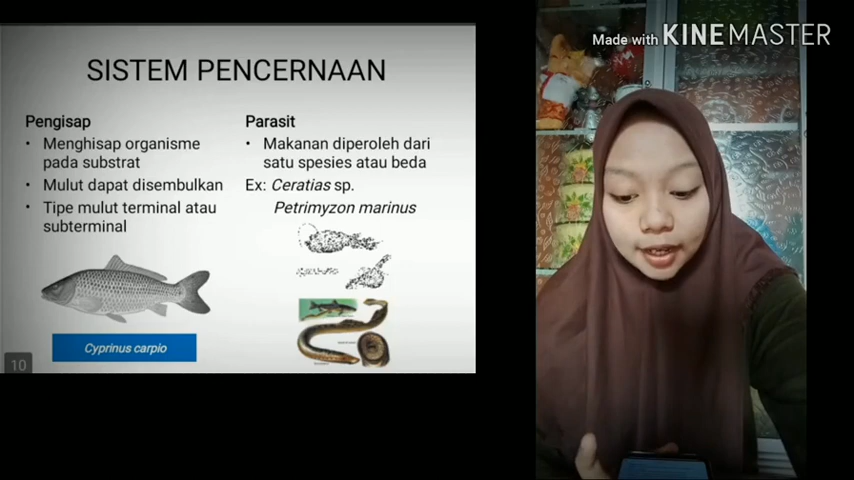 Made with KINEMASTER
SISTEM PENCERNAAN
Pengisap
• Menghisap organisme
pada substrat
• Mulut dapat disembulkan
• Tipe mulut terminal atau
subterminal
Cyprinus carpio
10
Parasit
• Makanan diperoleh dari
satu spesies atau beda
Ex: Ceratias sp.
Petrimyzon marinus